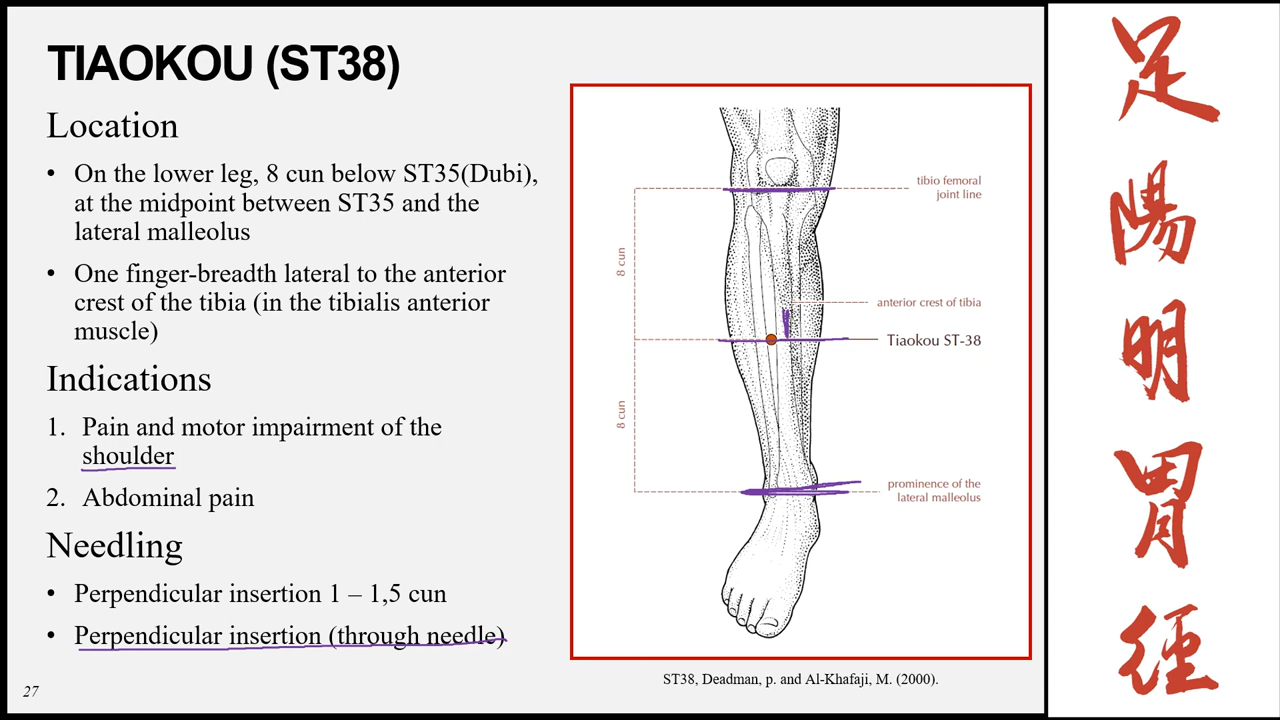 TIAOKOU (ST38)
Location
• On the lower leg, 8 cun below ST35(Dubi),
at the midpoint between ST35 and the
lateral malleolus
• One finger-breadth lateral to the anterior
crest of the tibia (in the tibialis anterior
muscle)
Indications
1. Pain and motor impairment of the
shoulder
2. Abdominal pain
Needling
• Perpendicular insertion 1 – 1,5 cun
• Perpendicular insertion (through needle)
27
tibio femoral
joint line
8 cun
anterior crest of tibia
Tiaokou ST-38
8 cun
prominence of the
lateral malleolus
ST38, Deadman, p. and Al-Khafaji, M. (2000).
足
陽
明
胃
徑